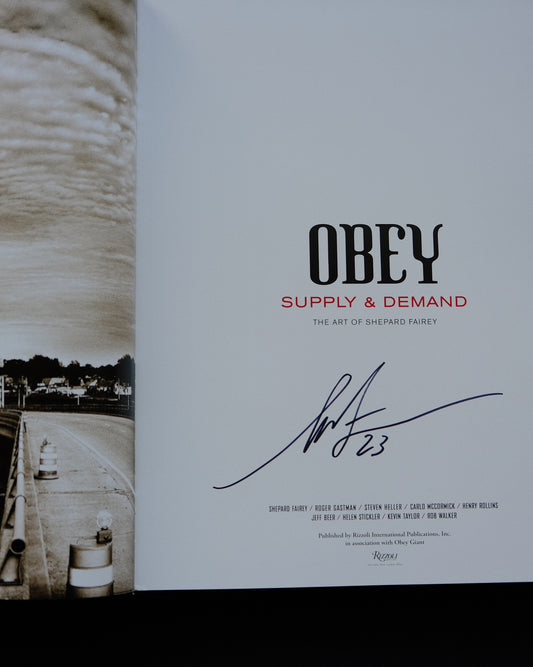 OBEY
SUPPLY & DEMAND
THE ART OF SHEPARD FAIREY
23
SHEPARD FAIREY / ROGER GASTMAN / STEVEN HELLER / CARLO MCCORMICK / HENRY ROLLINS
JEFF BEER / HELEN STICKLER / KEVIN TAYLOR / ROB WALKER
Published by Rizzoli International Publications, Inc.
in association with Obey Giant
RIZZOLI